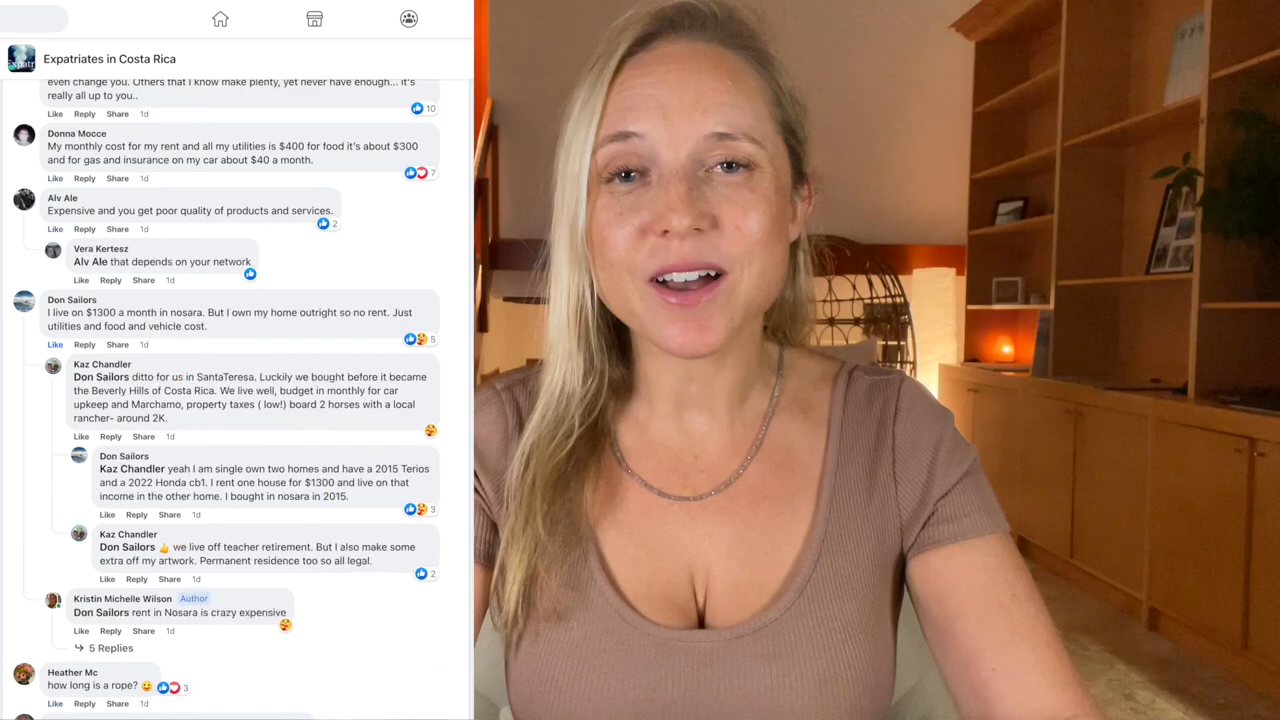 Expatriates in Costa Rica
even change you. Others that I know make plenty, yet never have enough... it's
really all up to you..
Like Reply Share 1d
10
Donna Mocce
My monthly cost for my rent and all my utilities is $400 for food it's about $300
and for gas and insurance on my car about $40 a month.
Like Reply Share 1d
7
Alv Ale
Expensive and you get poor quality of products and services.
2
Like Reply Share 1d
Vera Kertesz
Alv Ale that depends on your network
Like Reply Share 1d
Don Sailors
I live on $1300 a month in nosara. But I own my home outright so no rent. Just
utilities and food and vehicle cost.
5
Like Reply Share 1d
Kaz Chandler
Don Sailors ditto for us in SantaTeresa. Luckily we bought before it became
the Beverly Hills of Costa Rica. We live well, budget in monthly for car
upkeep and Marchamo, property taxes ( low!) board 2 horses with a local
rancher- around 2K.
Like Reply Share 1d
Don Sailors
Kaz Chandler yeah I am single own two homes and have a 2015 Terios
and a 2022 Honda cb1. I rent one house for $1300 and live on that
income in the other home. I bought in nosara in 2015.
3
Like Reply Share 1d
Kaz Chandler
Don Sailors 👍 we live off teacher retirement. But I also make some
extra off my artwork. Permanent residence too so all legal.
2
Like Reply Share 1d
Kristin Michelle Wilson Author
Don Sailors rent in Nosara is crazy expensive
Like Reply Share 1d
5 Replies
Heather Mc
how long is a rope? 😀
3
Like Reply Share 1d